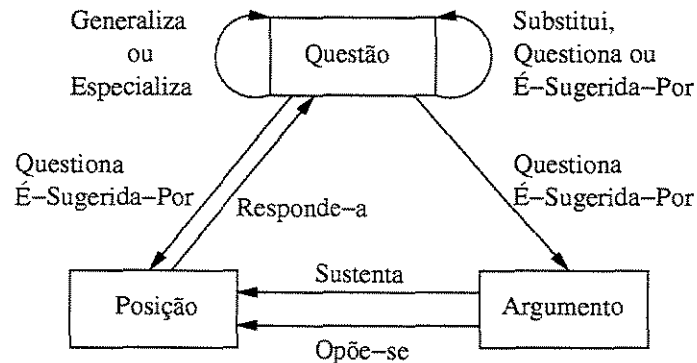 Generaliza
ou
Especializa
Questão
Substitui,
Questiona ou
É–Sugerida–Por
Questiona
É–Sugerida–Por
Responde–a
Questiona
É–Sugerida–Por
Posição
Sustenta
Opõe–se
Argumento